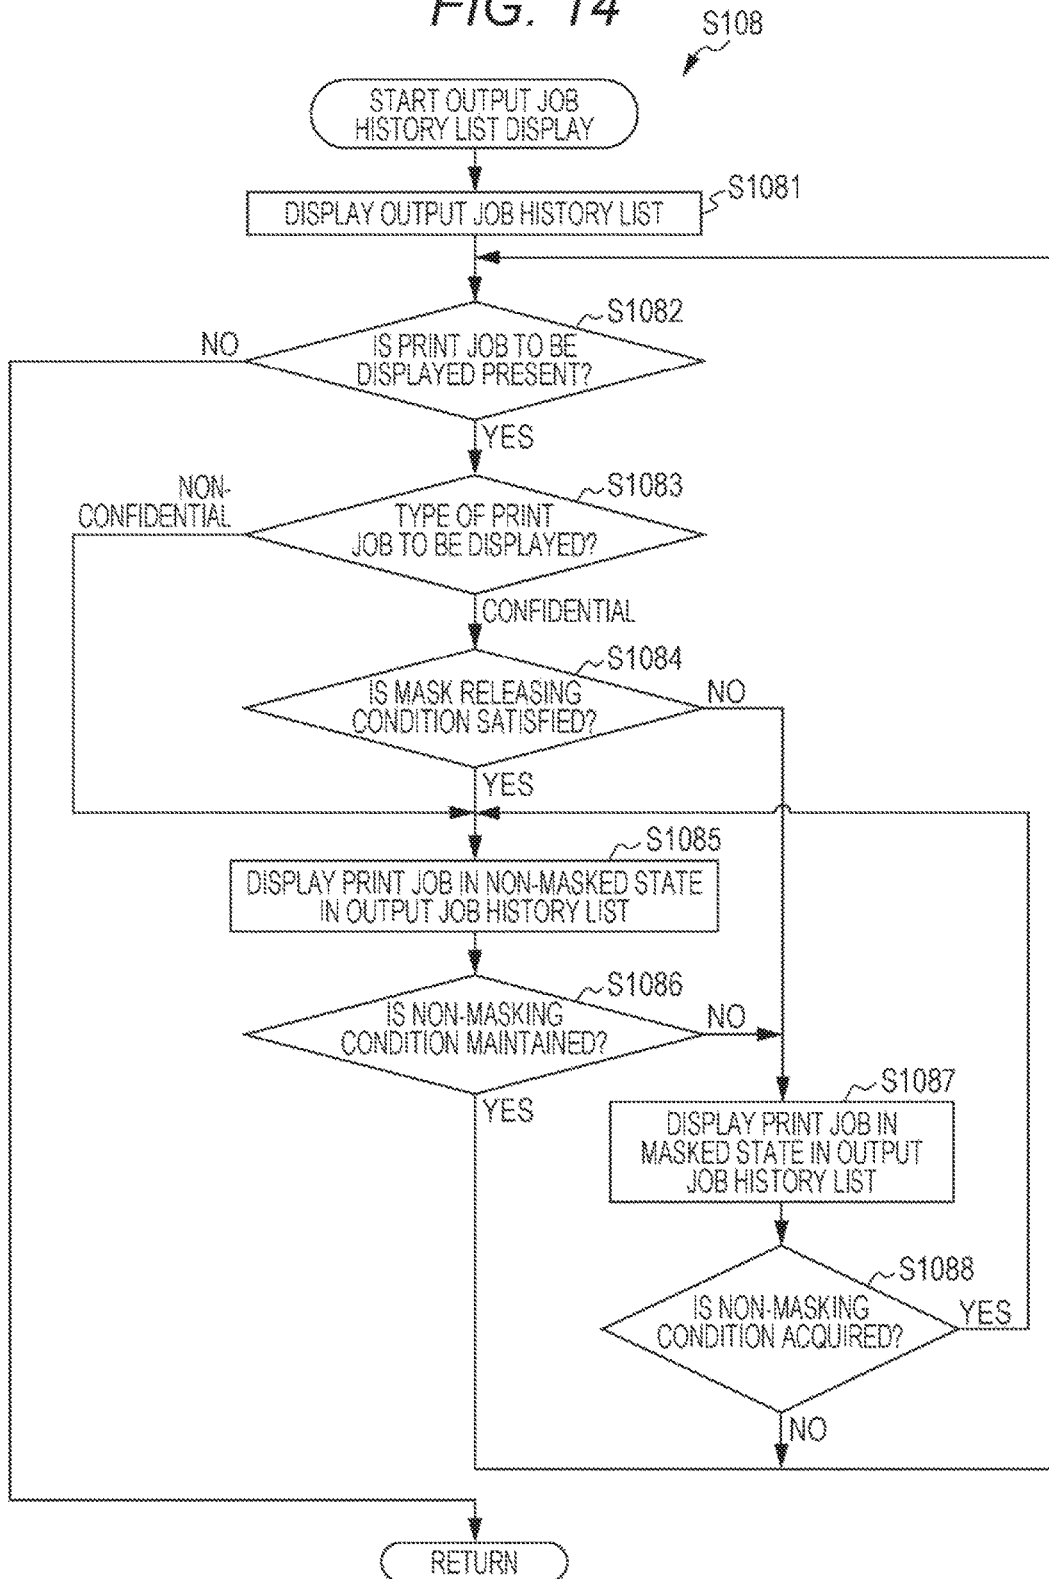 FIG. 14
S108
START OUTPUT JOB
HISTORY LIST DISPLAY
S1081
DISPLAY OUTPUT JOB HISTORY LIST
S1082
NO
IS PRINT JOB TO BE
DISPLAYED PRESENT?
YES
S1083
NON-
CONFIDENTIAL
TYPE OF PRINT
JOB TO BE DISPLAYED?
CONFIDENTIAL
S1084
IS MASK RELEASING
CONDITION SATISFIED?
NO
YES
S1085
DISPLAY PRINT JOB IN NON-MASKED STATE
IN OUTPUT JOB HISTORY LIST
S1086
IS NON-MASKING
CONDITION MAINTAINED?
NO
YES
S1087
DISPLAY PRINT JOB IN
MASKED STATE IN OUTPUT
JOB HISTORY LIST
S1088
IS NON-MASKING
CONDITION ACQUIRED?
YES
NO
RETURN